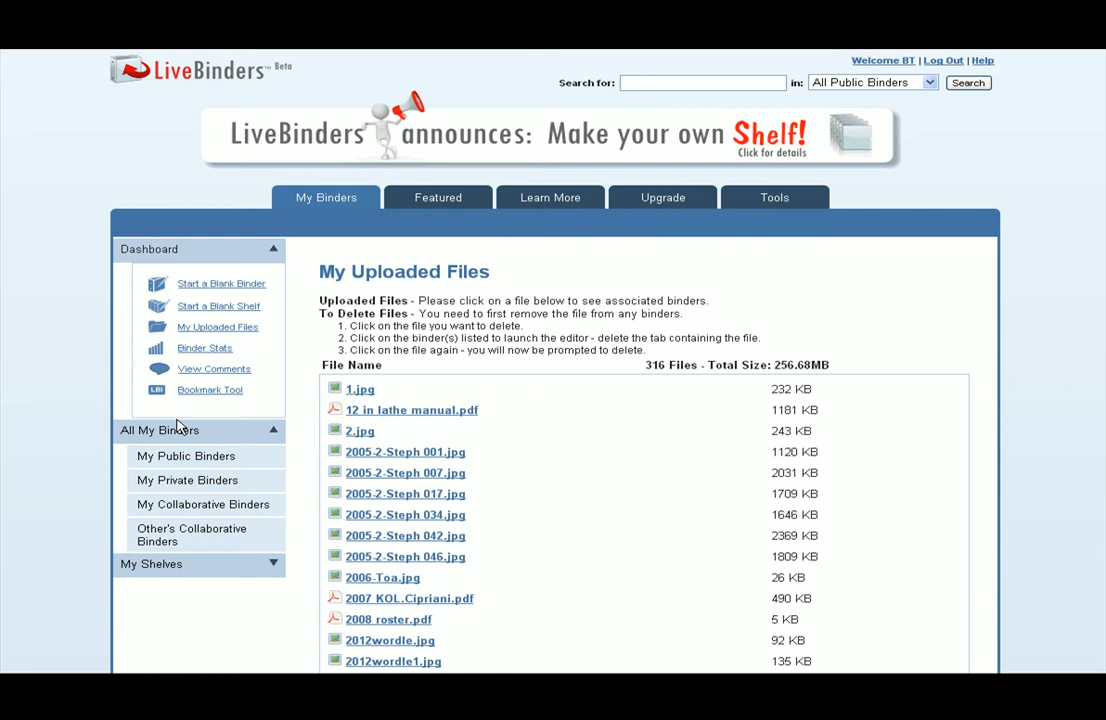 LiveBinders™ Beta
Welcome BT | Log Out | Help
Search for: in: All Public Binders Search
LiveBinders announces: Make your own Shelf!
Click for details
My Binders Featured Learn More Upgrade Tools
Dashboard
Start a Blank Binder
Start a Blank Shelf
My Uploaded Files
Binder Stats
View Comments
LBI Bookmark Tool
All My Binders
My Public Binders
My Private Binders
My Collaborative Binders
Other's Collaborative
Binders
My Shelves
My Uploaded Files
Uploaded Files - Please click on a file below to see associated binders.
To Delete Files - You need to first remove the file from any binders.
1. Click on the file you want to delete.
2. Click on the binder(s) listed to launch the editor - delete the tab containing the file.
3. Click on the file again - you will now be prompted to delete.
File Name 316 Files - Total Size: 256.68MB
1.jpg 232 KB
12 in lathe manual.pdf 1181 KB
2.jpg 243 KB
2005-2-Steph 001.jpg 1120 KB
2005-2-Steph 007.jpg 2031 KB
2005-2-Steph 017.jpg 1709 KB
2005-2-Steph 034.jpg 1646 KB
2005-2-Steph 042.jpg 2369 KB
2005-2-Steph 046.jpg 1809 KB
2006-Toa.jpg 26 KB
2007 KOL.Cipriani.pdf 490 KB
2008 roster.pdf 5 KB
2012wordle.jpg 92 KB
2012wordle1.jpg 135 KB